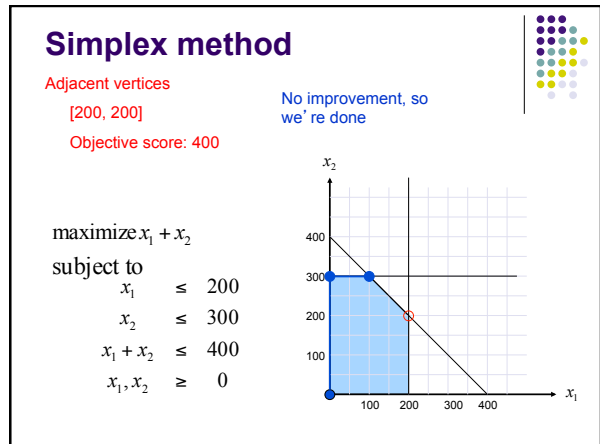 Simplex method
Adjacent vertices
[200, 200]
Objective score: 400
No improvement, so
we're done
maximize x₁ + x₂
subject to
x₁ ≤ 200
x₂ ≤ 300
x₁ + x₂ ≤ 400
x₁, x₂ ≥ 0
x₂
400
300
200
100
100 200 300 400
x₁